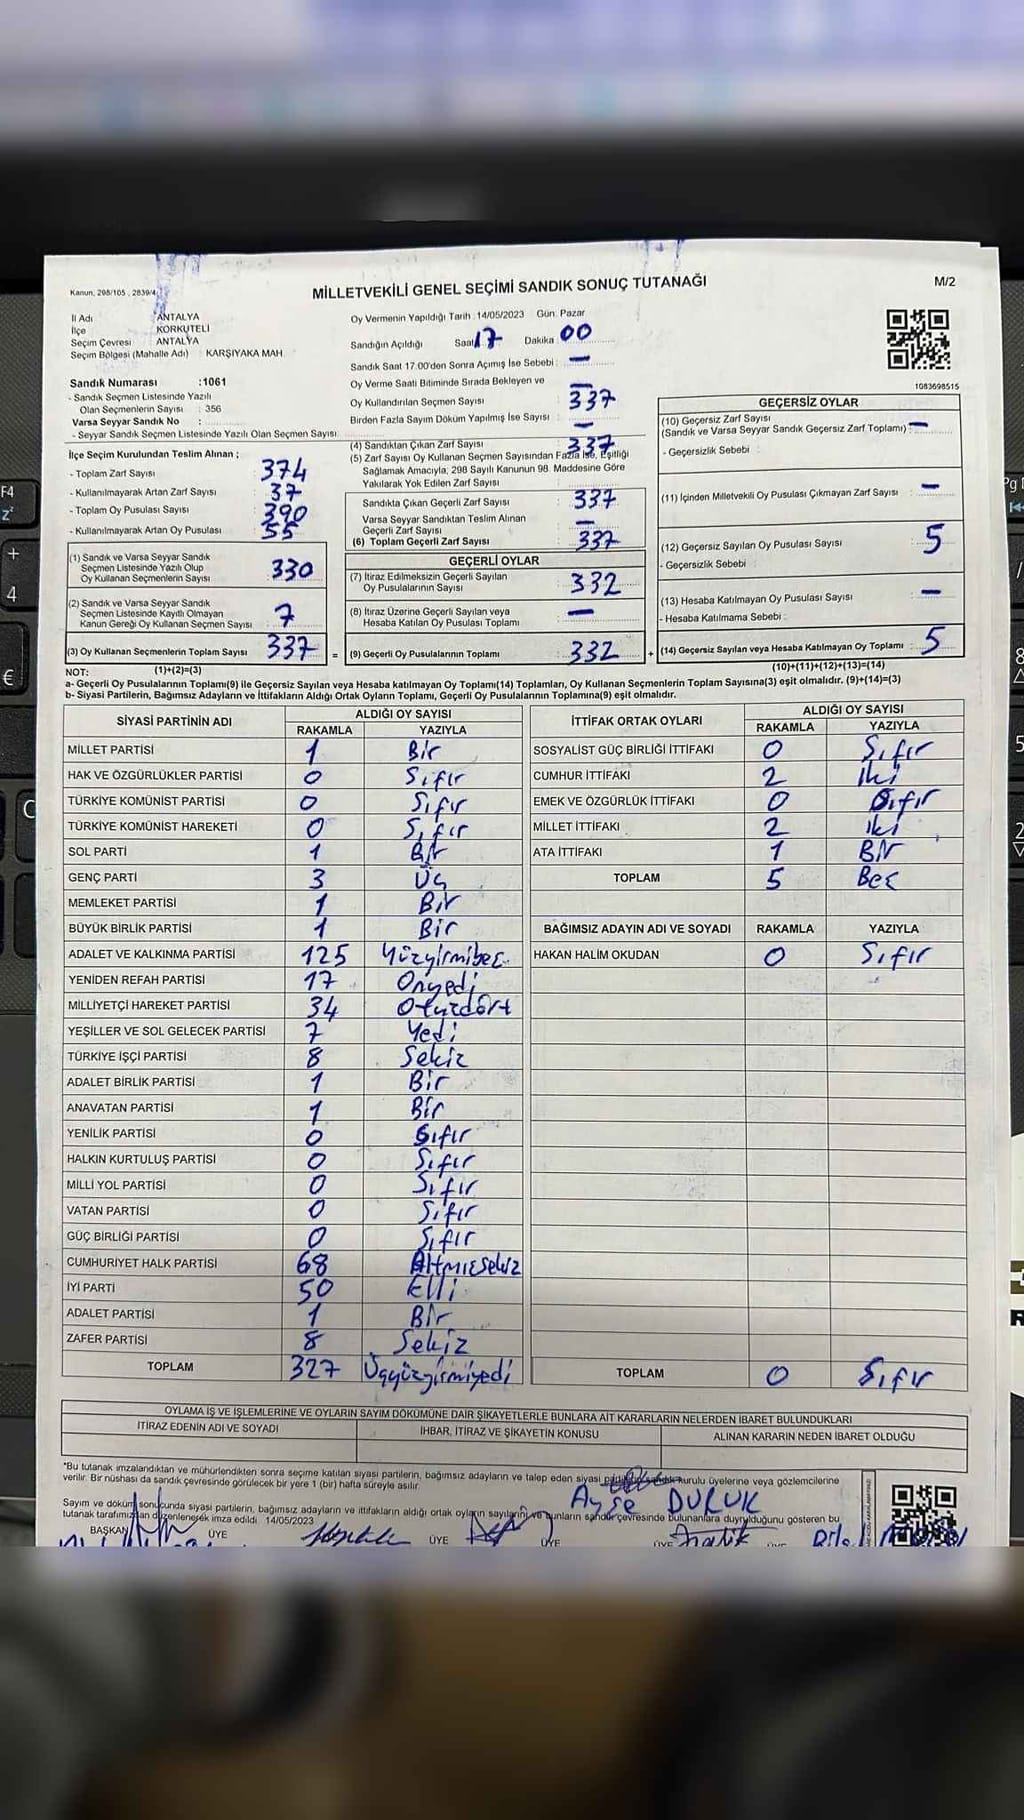 Kanun, 298/105 , 2839/4
MİLLETVEKİLİ GENEL SEÇİMİ SANDIK SONUÇ TUTANAĞI
M/2
İl Adı ANTALYA
İlçe KORKUTELİ
Seçim Çevresi ANTALYA
Seçim Bölgesi (Mahalle Adı) : KARŞIYAKA MAH
Sandık Numarası :1061
- Sandık Seçmen Listesinde Yazılı
Olan Seçmenlerin Sayısı : 356
Varsa Seyyar Sandık No :
- Seyyar Sandık Seçmen Listesinde Yazılı Olan Seçmen Sayısı
İlçe Seçim Kurulundan Teslim Alınan ;
- Toplam Zarf Sayısı 374
- Kullanılmayarak Artan Zarf Sayısı 37
- Toplam Oy Pusulası Sayısı 390
- Kullanılmayarak Artan Oy Pusulası 55
(1) Sandık ve Varsa Seyyar Sandık
Seçmen Listesinde Yazılı Olup
Oy Kullanan Seçmenlerin Sayısı 330
(2) Sandık ve Varsa Seyyar Sandık
Seçmen Listesinde Kayıtlı Olmayan
Kanun Gereği Oy Kullanan Seçmen Sayısı 7
(3) Oy Kullanan Seçmenlerin Toplam Sayısı 337 =
Oy Vermenin Yapıldığı Tarih : 14/05/2023 Gün: Pazar
Sandığın Açıldığı Saat 17 Dakika 00
Sandık Saat 17.00'den Sonra Açımış İse Sebebi : —
Oy Verme Saati Bitiminde Sırada Bekleyen ve —
Oy Kullandırılan Seçmen Sayısı 337
Birden Fazla Sayım Döküm Yapılmış İse Sayısı —
(4) Sandıktan Çıkan Zarf Sayısı 337
(5) Zarf Sayısı Oy Kullanan Seçmen Sayısından Fazla İse, Eşitliği
Sağlamak Amacıyla, 298 Sayılı Kanunun 98. Maddesine Göre
Yakılarak Yok Edilen Zarf Sayısı
Sandıkta Çıkan Geçerli Zarf Sayısı 337
Varsa Seyyar Sandıktan Teslim Alınan
Geçerli Zarf Sayısı —
(6) Toplam Geçerli Zarf Sayısı 337
GEÇERLİ OYLAR
(7) İtiraz Edilmeksizin Geçerli Sayılan
Oy Pusulalarının Sayısı 332
(8) İtiraz Üzerine Geçerli Sayılan veya
Hesaba Katılan Oy Pusulası Toplamı —
(9) Geçerli Oy Pusulalarının Toplamı 332 +
1083698515
GEÇERSİZ OYLAR
(10) Geçersiz Zarf Sayısı
(Sandık ve Varsa Seyyar Sandık Geçersiz Zarf Toplamı) —
- Geçersizlik Sebebi :
(11) İçinden Milletvekili Oy Pusulası Çıkmayan Zarf Sayısı —
(12) Geçersiz Sayılan Oy Pusulası Sayısı 5
- Geçersizlik Sebebi :
(13) Hesaba Katılmayan Oy Pusulası Sayısı —
- Hesaba Katılmama Sebebi :
(14) Geçersiz Sayılan veya Hesaba Katılmayan Oy Toplamı 5
NOT: (1)+(2)=(3) (10)+(11)+(12)+(13)=(14)
a- Geçerli Oy Pusulalarının Toplamı(9) ile Geçersiz Sayılan veya Hesaba katılmayan Oy Toplamı(14) Toplamları, Oy Kullanan Seçmenlerin Toplam Sayısına(3) eşit olmalıdır. (9)+(14)=(3)
b- Siyasi Partilerin, Bağımsız Adayların ve İttifakların Aldığı Ortak Oyların Toplamı, Geçerli Oy Pusulalarının Toplamına(9) eşit olmalıdır.
SİYASİ PARTİNİN ADI ALDIĞI OY SAYISI
RAKAMLA YAZIYLA
MİLLET PARTİSİ 1 Bir
HAK VE ÖZGÜRLÜKLER PARTİSİ 0 Sıfır
TÜRKİYE KOMÜNİST PARTİSİ 0 Sıfır
TÜRKİYE KOMÜNİST HAREKETİ 0 Sıfır
SOL PARTİ 1 Bir
GENÇ PARTİ 3 Üç
MEMLEKET PARTİSİ 1 Bir
BÜYÜK BİRLİK PARTİSİ 1 Bir
ADALET VE KALKINMA PARTİSİ 125 Yüzyirmibeş
YENİDEN REFAH PARTİSİ 17 Onyedi
MİLLİYETÇİ HAREKET PARTİSİ 34 Otuzdört
YEŞİLLER VE SOL GELECEK PARTİSİ 7 Yedi
TÜRKİYE İŞÇİ PARTİSİ 8 Sekiz
ADALET BİRLİK PARTİSİ 1 Bir
ANAVATAN PARTİSİ 1 Bir
YENİLİK PARTİSİ 0 Sıfır
HALKIN KURTULUŞ PARTİSİ 0 Sıfır
MİLLİ YOL PARTİSİ 0 Sıfır
VATAN PARTİSİ 0 Sıfır
GÜÇ BİRLİĞİ PARTİSİ 0 Sıfır
CUMHURİYET HALK PARTİSİ 68 Altmışsekiz
İYİ PARTİ 50 Elli
ADALET PARTİSİ 1 Bir
ZAFER PARTİSİ 8 Sekiz
TOPLAM 327 Üçyüzyirmiyedi
İTTİFAK ORTAK OYLARI ALDIĞI OY SAYISI
RAKAMLA YAZIYLA
SOSYALİST GÜÇ BİRLİĞİ İTTİFAKI 0 Sıfır
CUMHUR İTTİFAKI 2 iki
EMEK VE ÖZGÜRLÜK İTTİFAKI 0 Sıfır
MİLLET İTTİFAKI 2 iki
ATA İTTİFAKI 1 Bir
TOPLAM 5 Beş
BAĞIMSIZ ADAYIN ADI VE SOYADI RAKAMLA YAZIYLA
HAKAN HALİM OKUDAN 0 Sıfır
TOPLAM 0 Sıfır
OYLAMA İŞ VE İŞLEMLERİNE VE OYLARIN SAYIM DÖKÜMÜNE DAİR ŞİKAYETLERLE BUNLARA AİT KARARLARIN NELERDEN İBARET BULUNDUKLARI
İTİRAZ EDENİN ADI VE SOYADI İHBAR, İTİRAZ VE ŞİKAYETİN KONUSU ALINAN KARARIN NEDEN İBARET OLDUĞU
*Bu tutanak imzalandıktan ve mühürlendikten sonra seçime katılan siyasi partilerin, bağımsız adayların ve talep eden siyasi kurulu üyelerine veya gözlemcilerine
verilir. Bir nüshası da sandık çevresinde görülecek bir yere 1 (bir) hafta süreyle asılır.
Ayşe DURUK
Sayım ve döküm sonucunda siyasi partilerin, bağımsız adayların ve ittifakların aldığı ortak oyların sayılarını ve bunların sandık çevresinde bulunanlara duyrulduğunu gösteren bu
tutanak tarafımızdan düzenlenerek imza edildi. 14/05/2023
BAŞKAN ÜYE ÜYE ÜYE ÜYE ÜYE